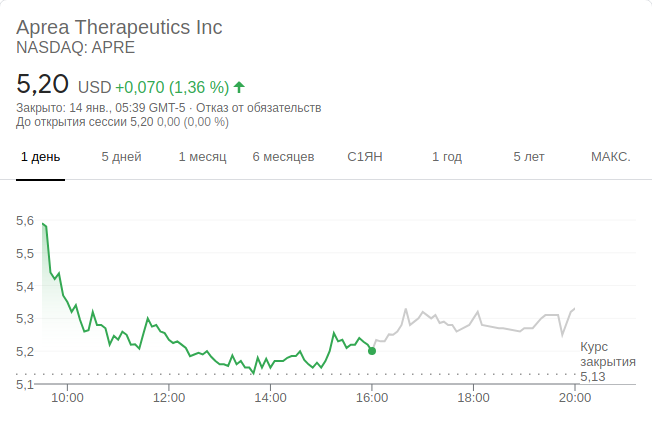 Aprea Therapeutics Inc
NASDAQ: APRE
5,20 USD +0,070 (1,36 %)
Закрыто: 14 янв., 05:39 GMT-5 · Отказ от обязательств
До открытия сессии 5,20 0,00 (0,00 %)
1 день 5 дней 1 месяц 6 месяцев С1ЯН 1 год 5 лет МАКС.
5,6
5,5
5,4
5,3
5,2
5,1
Курс
закрытия
5,13
10:00 12:00 14:00 16:00 18:00 20:00